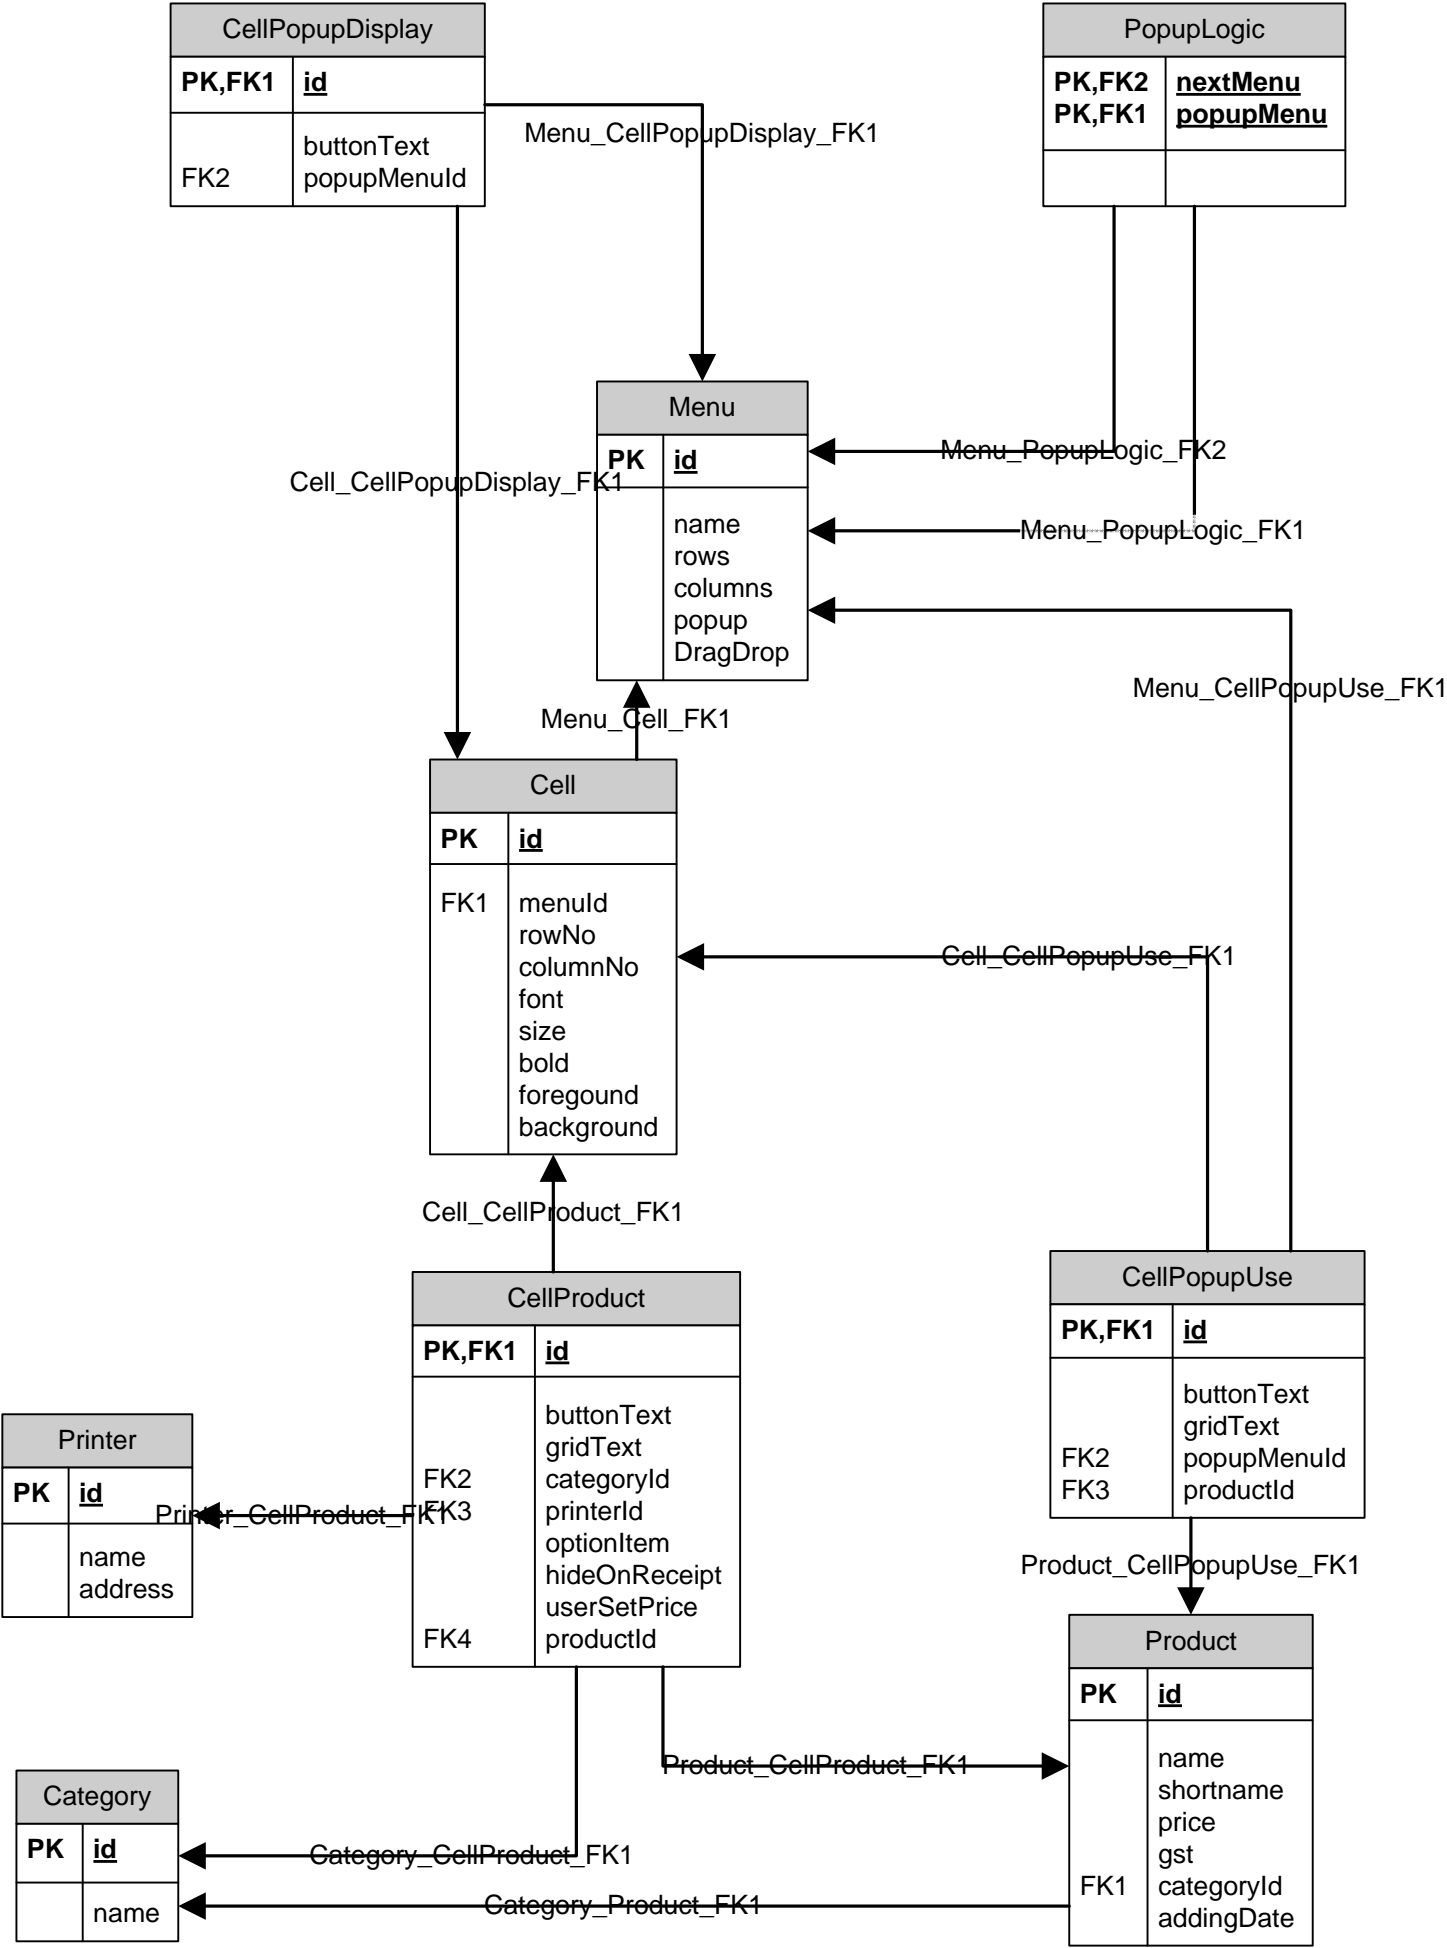 CellPopupDisplay
PK,FK1 id
buttonText
FK2 popupMenuId
PopupLogic
PK,FK2 nextMenu
PK,FK1 popupMenu
Menu_CellPopupDisplay_FK1
Menu
PK id
name
rows
columns
popup
DragDrop
Menu_PopupLogic_FK2
Menu_PopupLogic_FK1
Cell_CellPopupDisplay_FK1
Menu_CellPopupUse_FK1
Menu_Cell_FK1
Cell
PK id
FK1 menuId
rowNo
columnNo
font
size
bold
foregound
background
Cell_CellPopupUse_FK1
Cell_CellProduct_FK1
CellProduct
PK,FK1 id
buttonText
gridText
FK2 categoryId
FK3 printerId
optionItem
hideOnReceipt
userSetPrice
FK4 productId
CellPopupUse
PK,FK1 id
buttonText
gridText
FK2 popupMenuId
FK3 productId
Printer
PK id
name
address
Printer_CellProduct_FK1
Product_CellPopupUse_FK1
Product
PK id
name
shortname
price
gst
FK1 categoryId
addingDate
Product_CellProduct_FK1
Category
PK id
name
Category_CellProduct_FK1
Category_Product_FK1